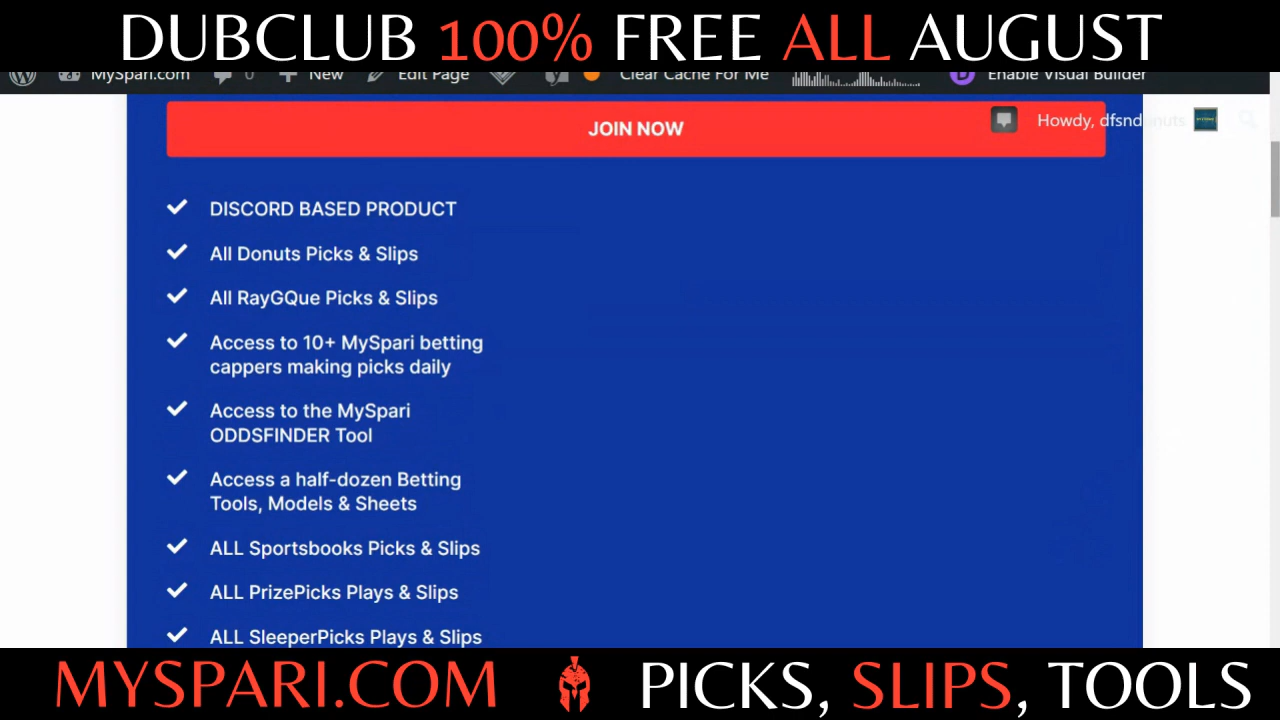 DUBCLUB 100% FREE ALL AUGUST
MySpari.com 0 New Edit Page Clear Cache For Me Enable Visual Builder
JOIN NOW
Howdy, dfsndonuts
DISCORD BASED PRODUCT
All Donuts Picks & Slips
All RayGQue Picks & Slips
Access to 10+ MySpari betting
cappers making picks daily
Access to the MySpari
ODDSFINDER Tool
Access a half-dozen Betting
Tools, Models & Sheets
ALL Sportsbooks Picks & Slips
ALL PrizePicks Plays & Slips
ALL SleeperPicks Plays & Slips
MYSPARI.COM PICKS, SLIPS, TOOLS